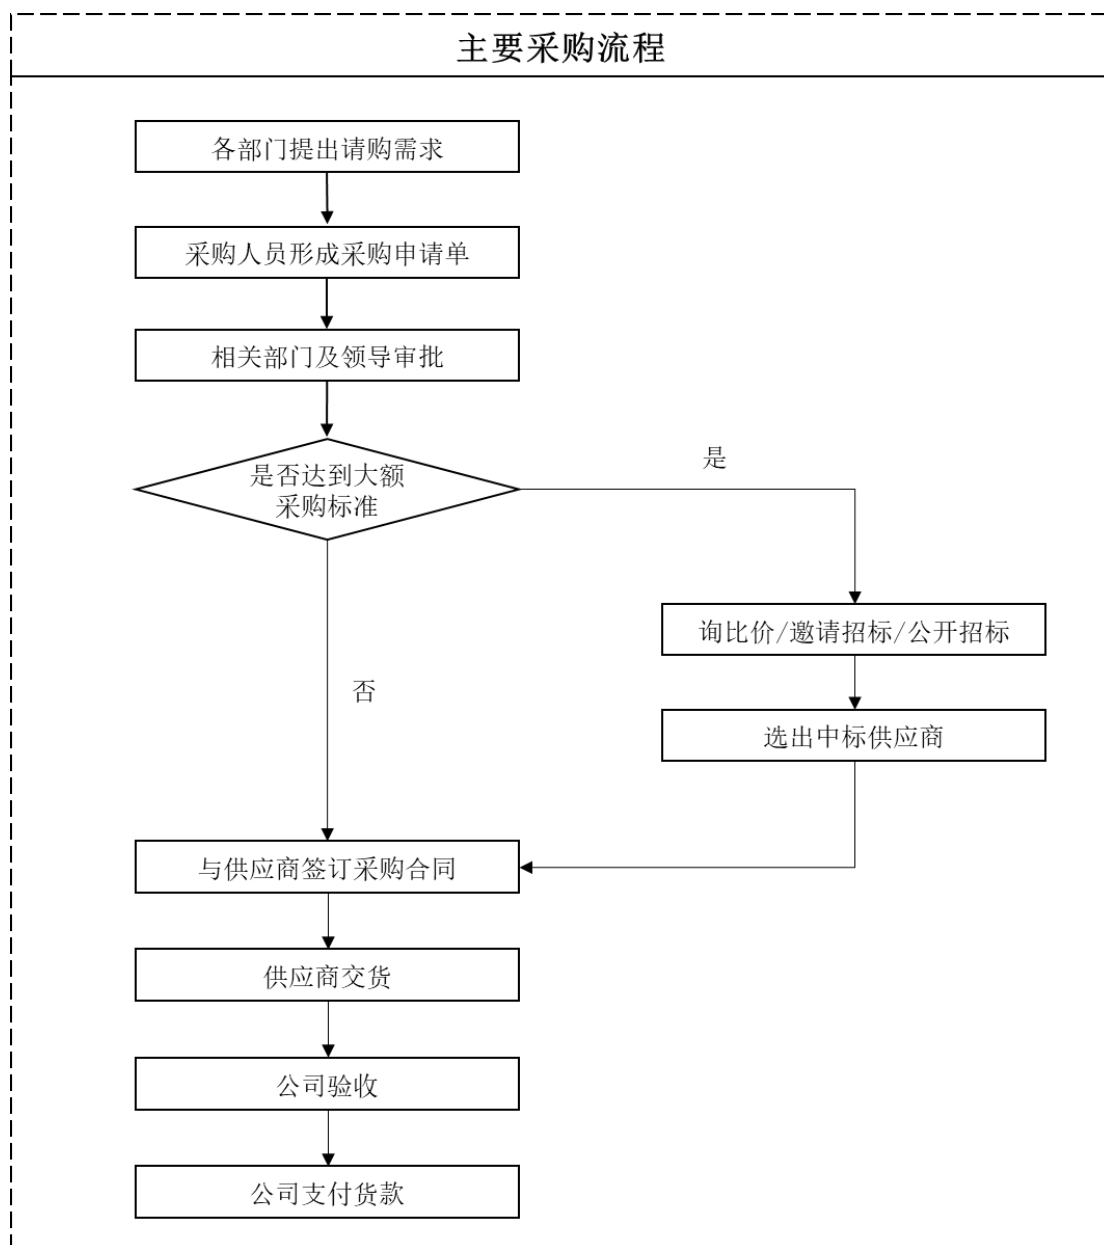 主要采购流程
各部门提出请购需求
采购人员形成采购申请单
相关部门及领导审批
是否达到大额
采购标准
是
询比价/邀请招标/公开招标
否
选出中标供应商
与供应商签订采购合同
供应商交货
公司验收
公司支付货款